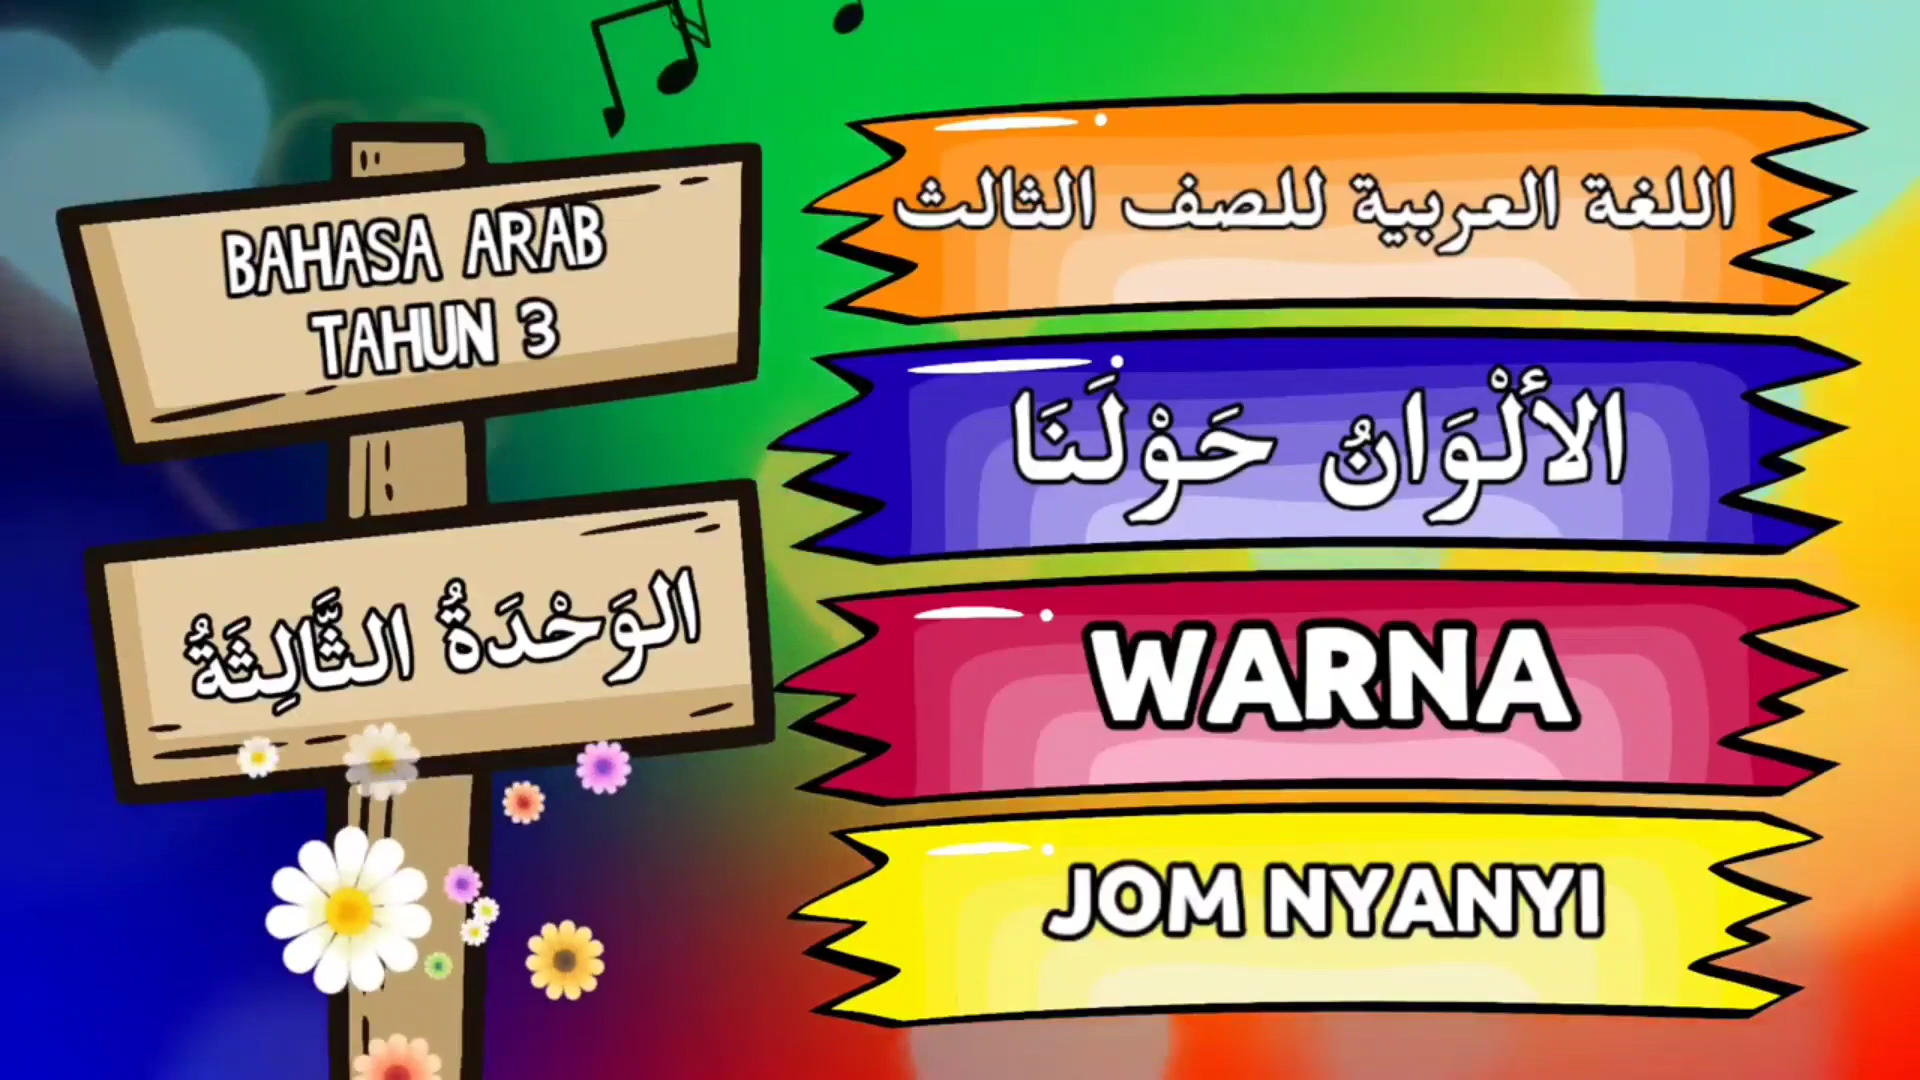 BAHASA ARAB
TAHUN 3
الوَحْدَةُ الثَّالِثَةُ
اللغة العربية للصف الثالث
الألْوَانُ حَوْلَنَا
WARNA
JOM NYANYI